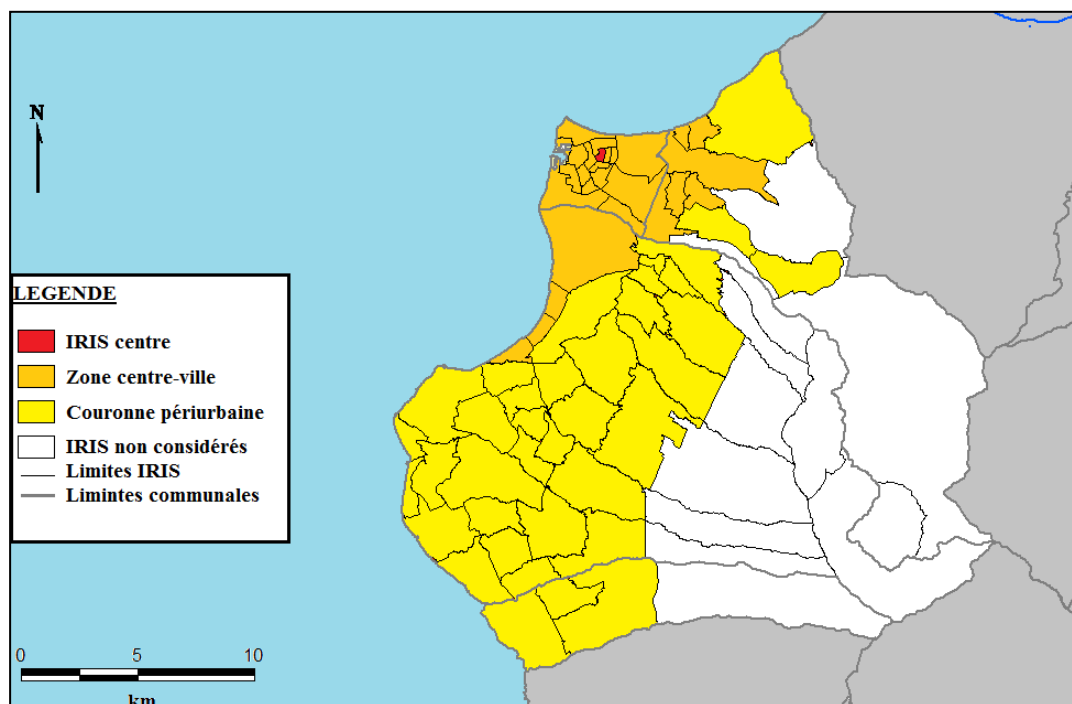 N
LEGENDE
IRIS centre
Zone centre-ville
Couronne périurbaine
IRIS non considérés
Limites IRIS
Limintes communales
0 5 10
km